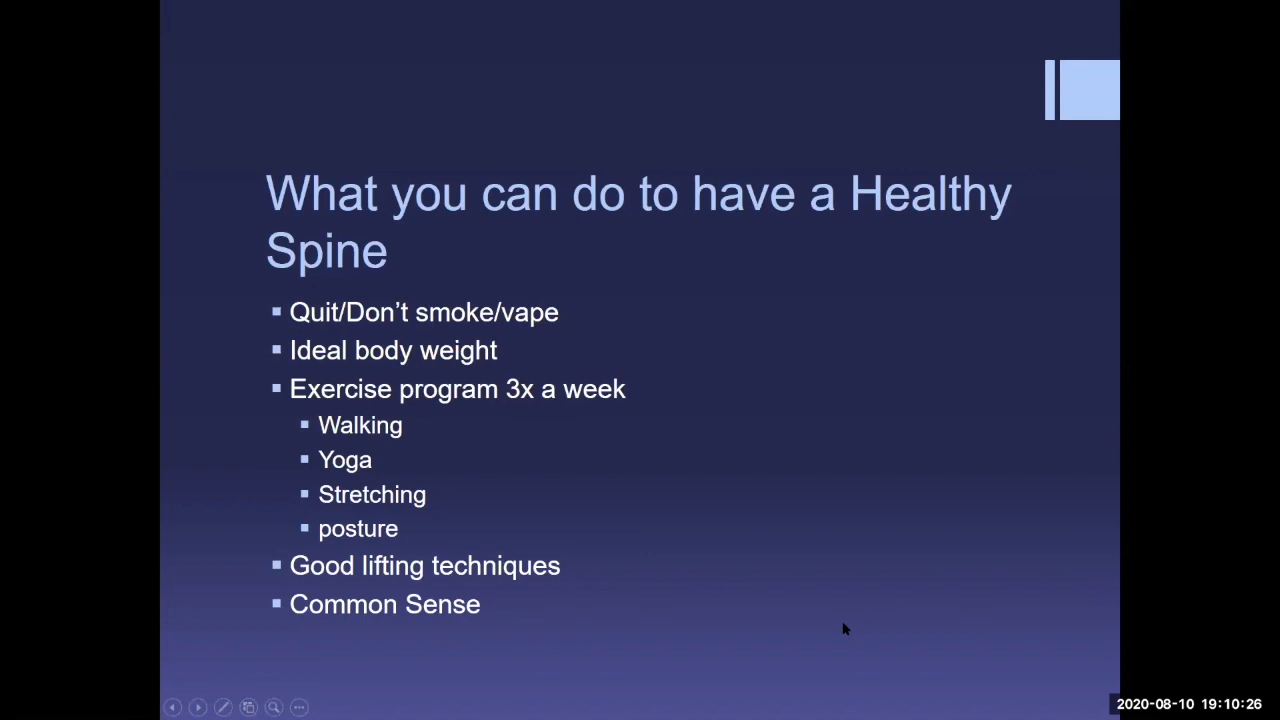 What you can do to have a Healthy
Spine
Quit/Don't smoke/vape
Ideal body weight
Exercise program 3x a week
Walking
Yoga
Stretching
posture
Good lifting techniques
Common Sense
2020-08-10 19:10:26